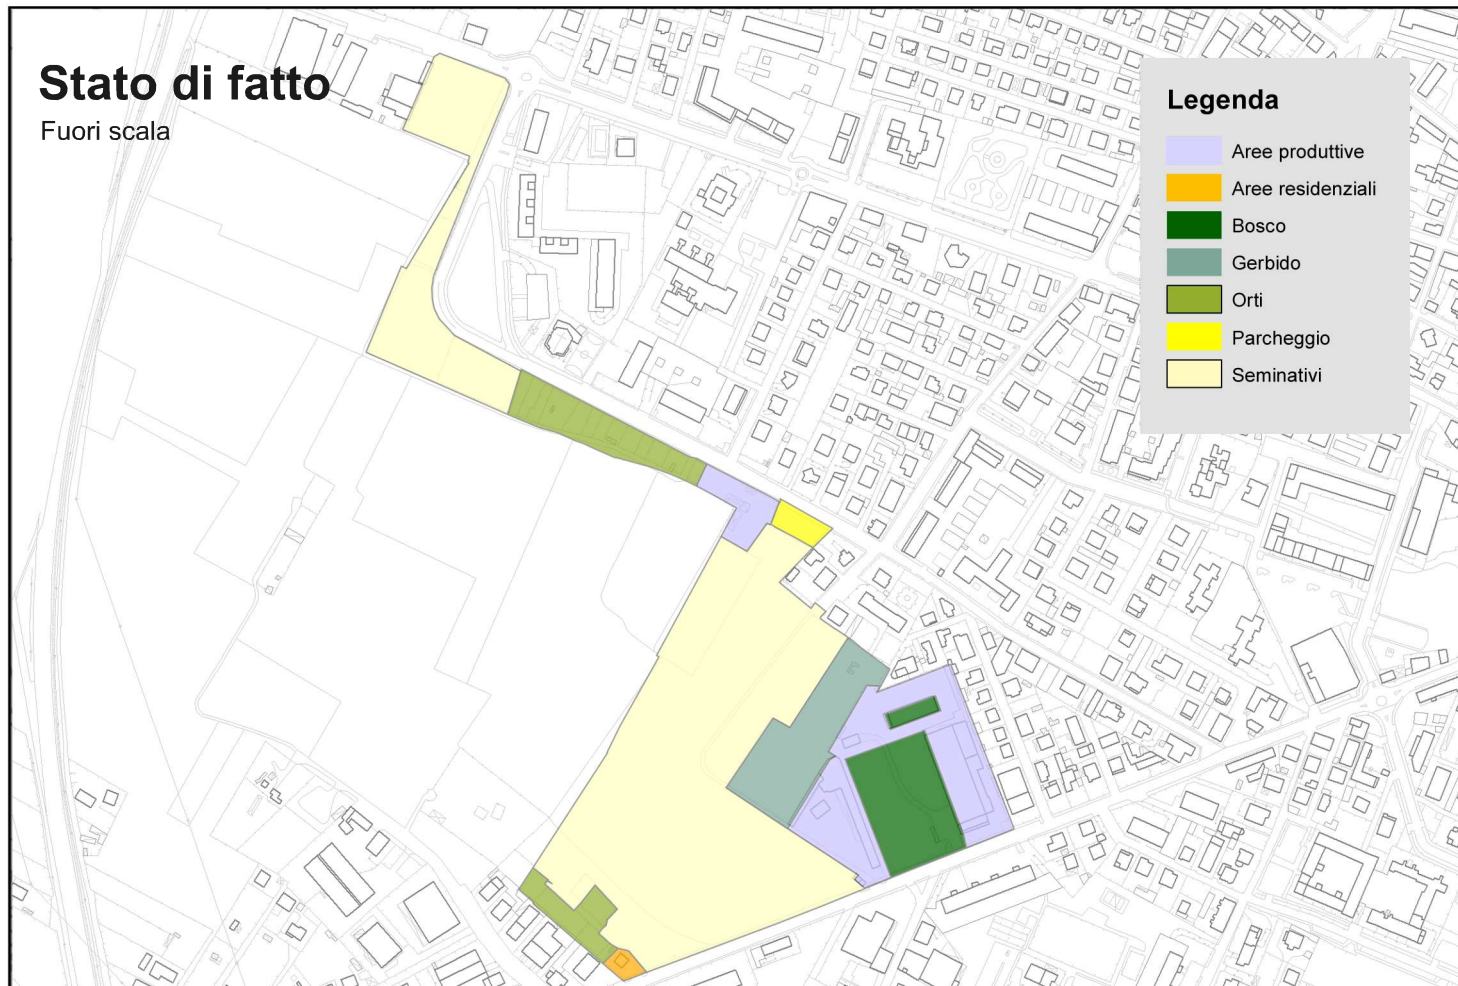 Stato di fatto
Fuori scala
Legenda
Aree produttive
Aree residenziali
Bosco
Gerbido
Orti
Parcheggio
Seminativi